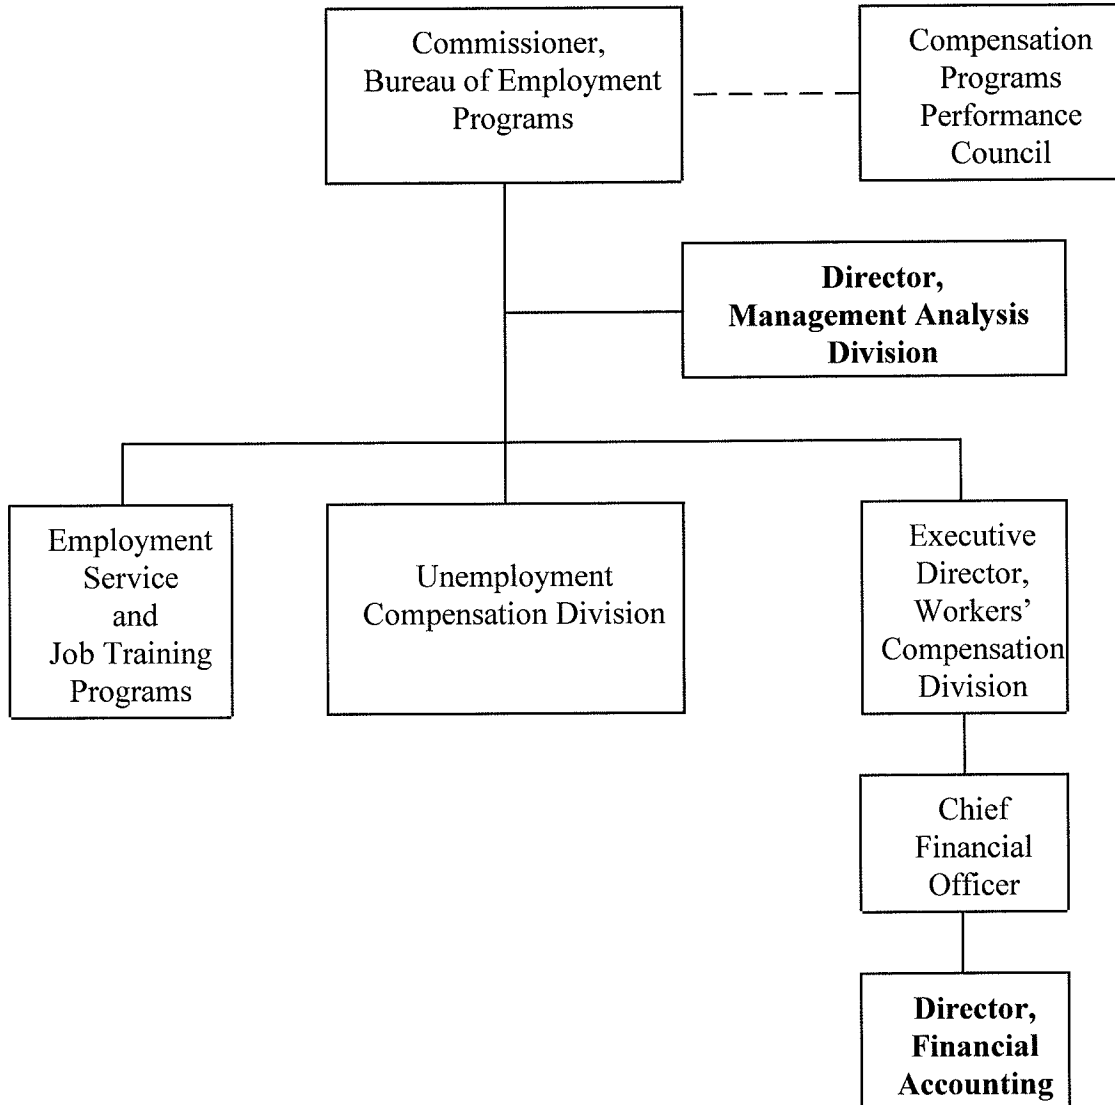 Commissioner,
Bureau of Employment
Programs
Compensation
Programs
Performance
Council
Director,
Management Analysis
Division
Employment
Service
and
Job Training
Programs
Unemployment
Compensation Division
Executive
Director,
Workers’
Compensation
Division
Chief
Financial
Officer
Director,
Financial
Accounting